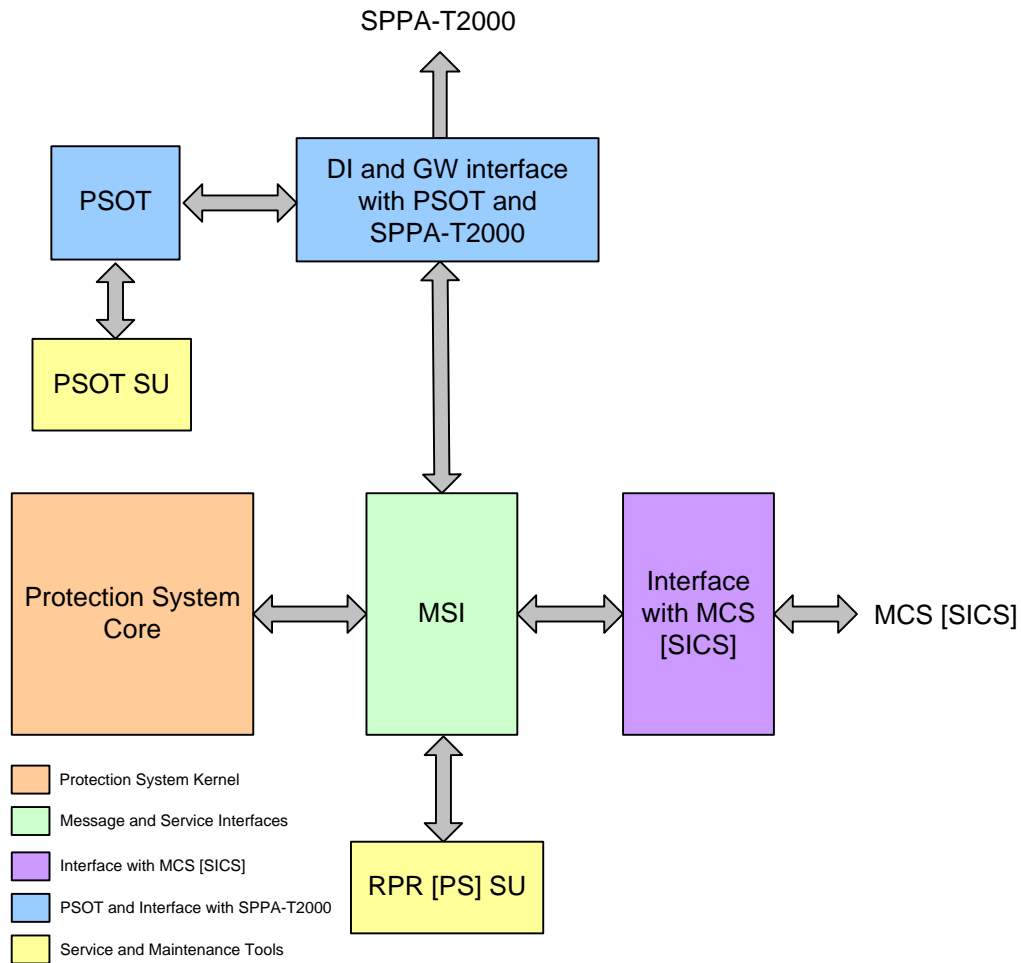 SPPA-T2000
PSOT
DI and GW interface
with PSOT and
SPPA-T2000
PSOT SU
Protection System
Core
MSI
Interface
with MCS
[SICS]
MCS [SICS]
Protection System Kernel
Message and Service Interfaces
Interface with MCS [SICS]
PSOT and Interface with SPPA-T2000
Service and Maintenance Tools
RPR [PS] SU